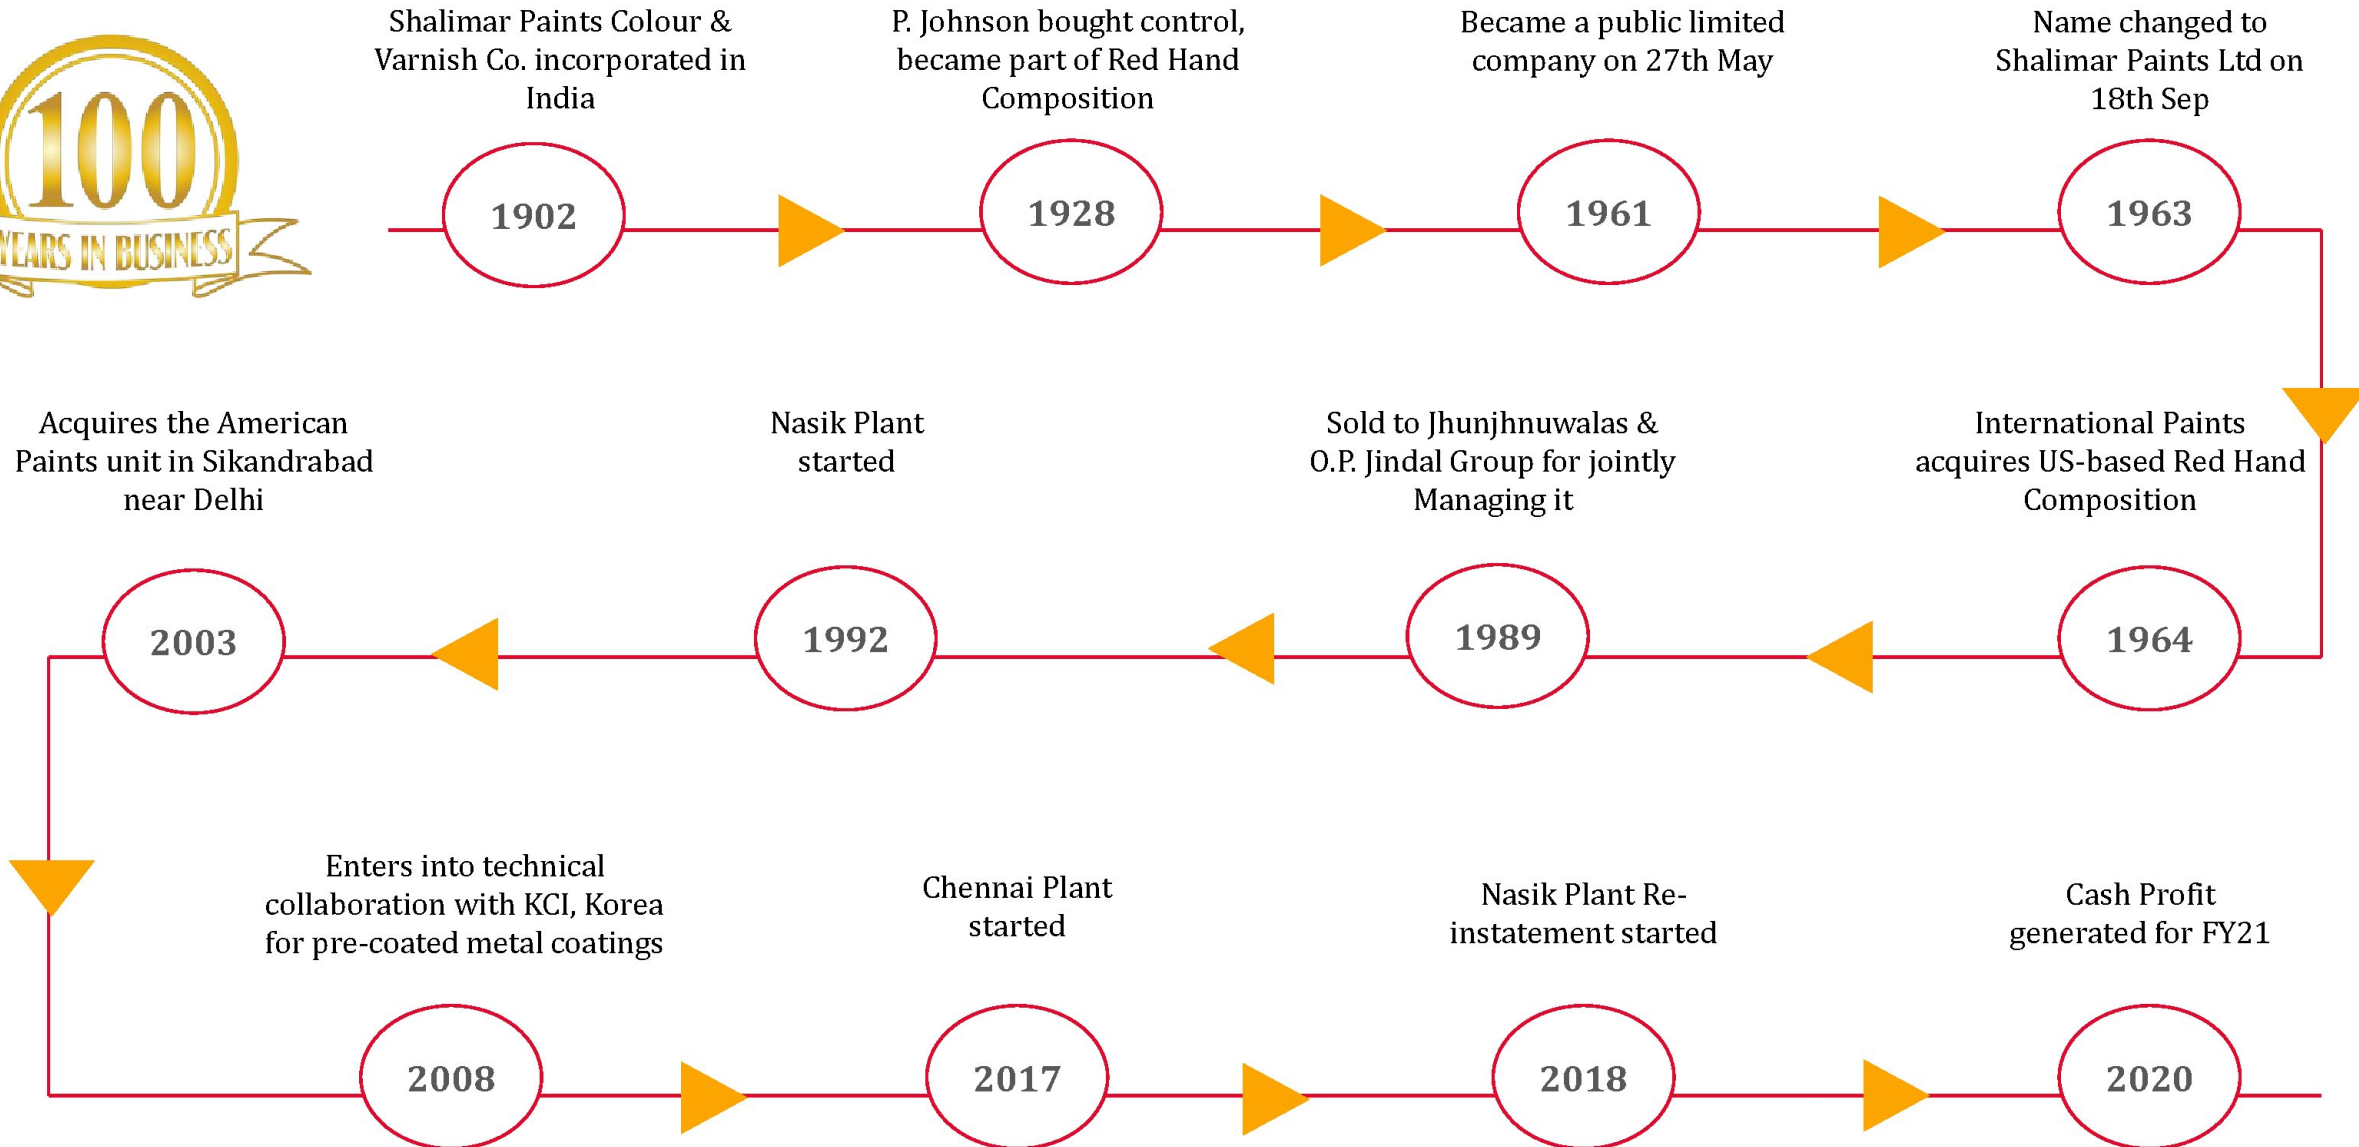 100
YEARS IN BUSINESS
Shalimar Paints Colour &
Varnish Co. incorporated in
India
1902
P. Johnson bought control,
became part of Red Hand
Composition
1928
Became a public limited
company on 27th May
1961
Name changed to
Shalimar Paints Ltd on
18th Sep
1963
International Paints
acquires US-based Red Hand
Composition
1964
Sold to Jhunjhnuwalas &
O.P. Jindal Group for jointly
Managing it
1989
Nasik Plant
started
1992
Acquires the American
Paints unit in Sikandrabad
near Delhi
2003
Enters into technical
collaboration with KCI, Korea
for pre-coated metal coatings
2008
Chennai Plant
started
2017
Nasik Plant Re-
instatement started
2018
Cash Profit
generated for FY21
2020